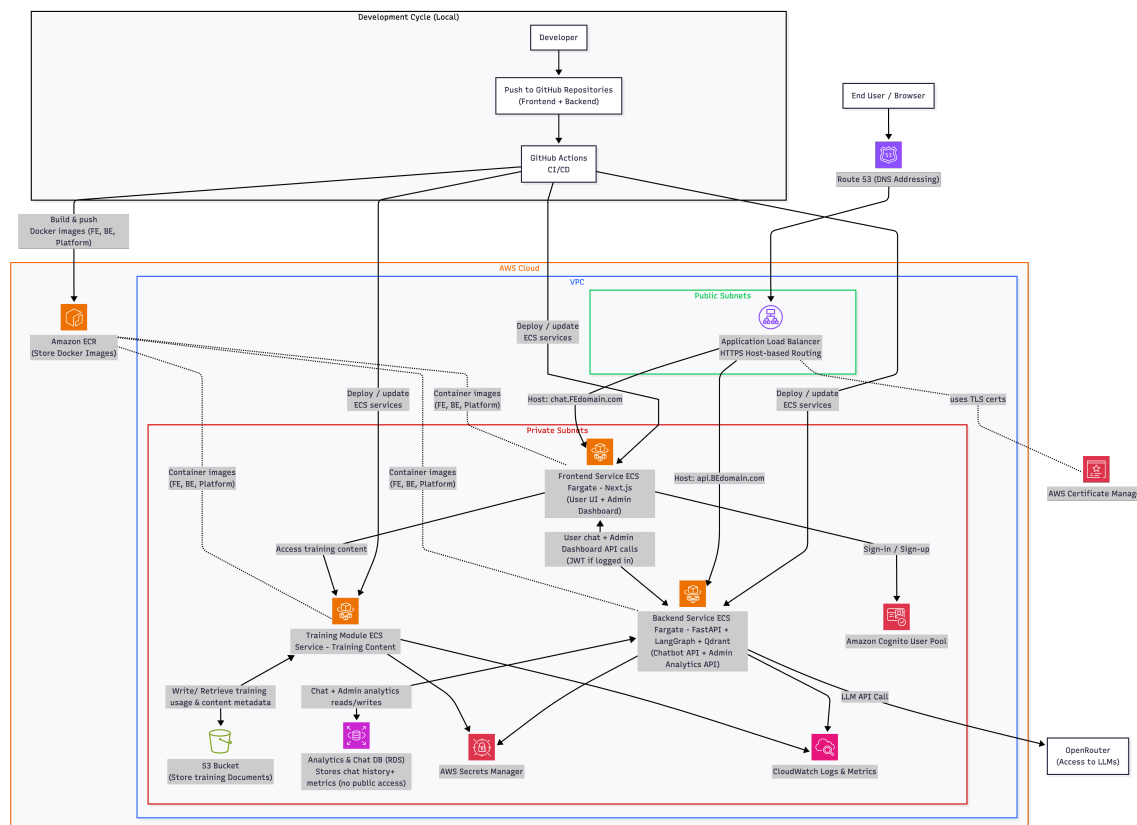 Development Cycle (Local)
Developer
Push to GitHub Repositories
(Frontend + Backend)
GitHub Actions
CI/CD
End User / Browser
53
Route 53 (DNS Addressing)
Build & push
Docker images (FE, BE,
Platform)
AWS Cloud
VPC
Public Subnets
Amazon ECR
(Store Docker Images)
Deploy / update
ECS services
Application Load Balancer
HTTPS Host-based Routing
Deploy / update
ECS services
Container images
(FE, BE, Platform)
Host: chat.FEdomain.com
Deploy / update
ECS services
uses TLS certs
Private Subnets
Container images
(FE, BE, Platform)
Container images
(FE, BE, Platform)
Frontend Service ECS
Fargate - Next.js
(User UI + Admin
Dashboard)
Host: api.BEdomain.com
AWS Certificate Manag
Access training content
User chat + Admin
Dashboard API calls
(JWT if logged in)
Sign-in / Sign-up
Training Module ECS
Service - Training Content
Backend Service ECS
Fargate - FastAPI +
LangGraph + Qdrant
(Chatbot API + Admin
Analytics API)
Amazon Cognito User Pool
Write/ Retrieve training
usage & content metadata
Chat + Admin analytics
reads/writes
LLM API Call
S3 Bucket
(Store training Documents)
Analytics & Chat DB (RDS)
Stores chat history+
metrics (no public access)
AWS Secrets Manager
CloudWatch Logs & Metrics
OpenRouter
(Access to LLMs)